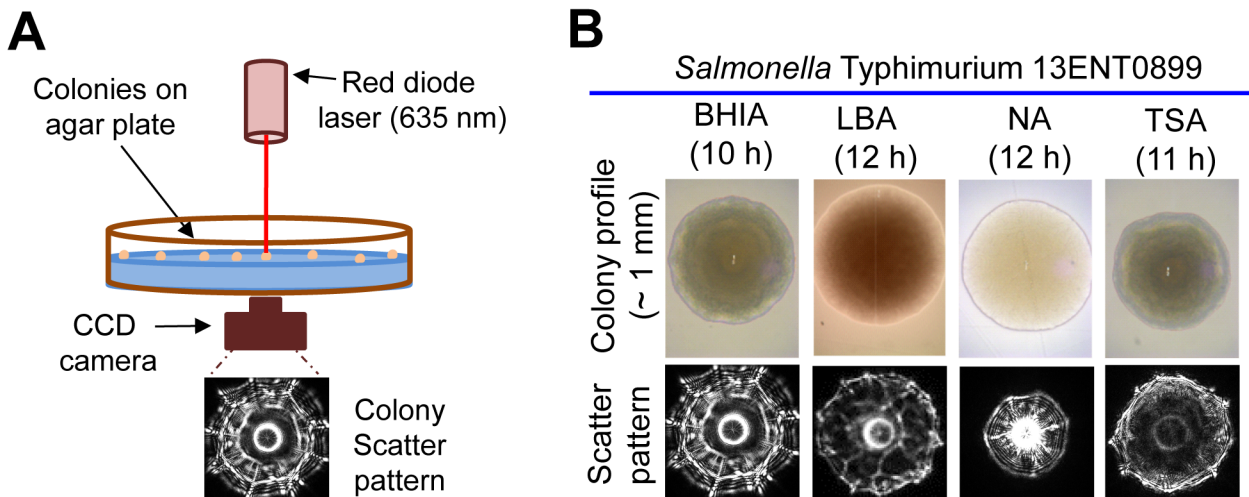 A
Red diode
laser (635 nm)
Colonies on
agar plate
CCD
camera
Colony
Scatter
pattern
B
Salmonella Typhimurium 13ENT0899
BHIA
(10 h)
LBA
(12 h)
NA
(12 h)
TSA
(11 h)
Colony profile
(~ 1 mm)
Scatter
pattern